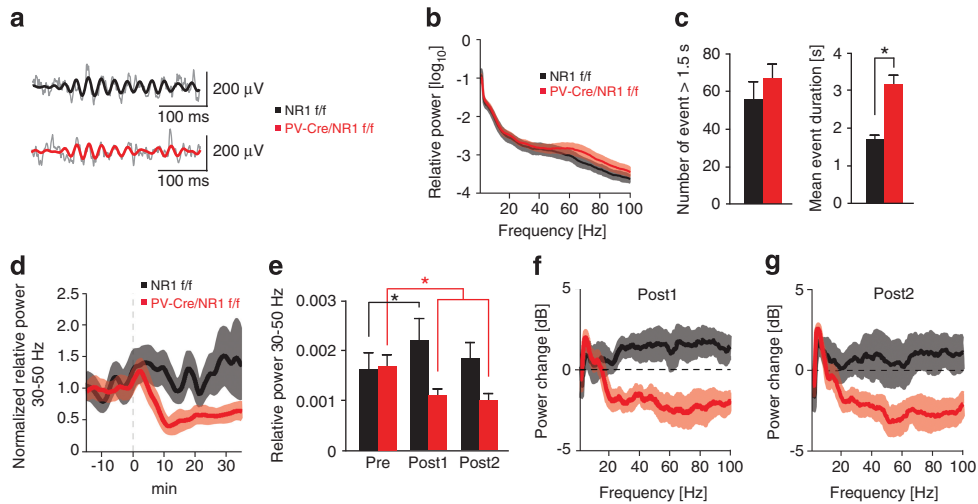 a
200 µV
100 ms
200 µV
100 ms
NR1 f/f
PV-Cre/NR1 f/f
b
Relative power [log10]
-0
-1
-2
-3
-4
20 40 60 80 100
Frequency [Hz]
NR1 f/f
PV-Cre/NR1 f/f
c
Number of event > 1.5 s
80
60
40
20
0
Mean event duration [s]
4
3
2
1
0
*
d
Normalized relative power
30-50 Hz
NR1 f/f
PV-Cre/NR1 f/f
2.5
2.0
1.5
1.0
0.5
0
-10 0 10 20 30
min
e
Relative power 30-50 Hz
0.003
0.002
0.001
0
*
*
Pre Post1 Post2
f
Post1
Power change [dB]
5
0
-5
20 40 60 80 100
Frequency [Hz]
g
Post2
Power change [dB]
5
0
-5
20 40 60 80 100
Frequency [Hz]